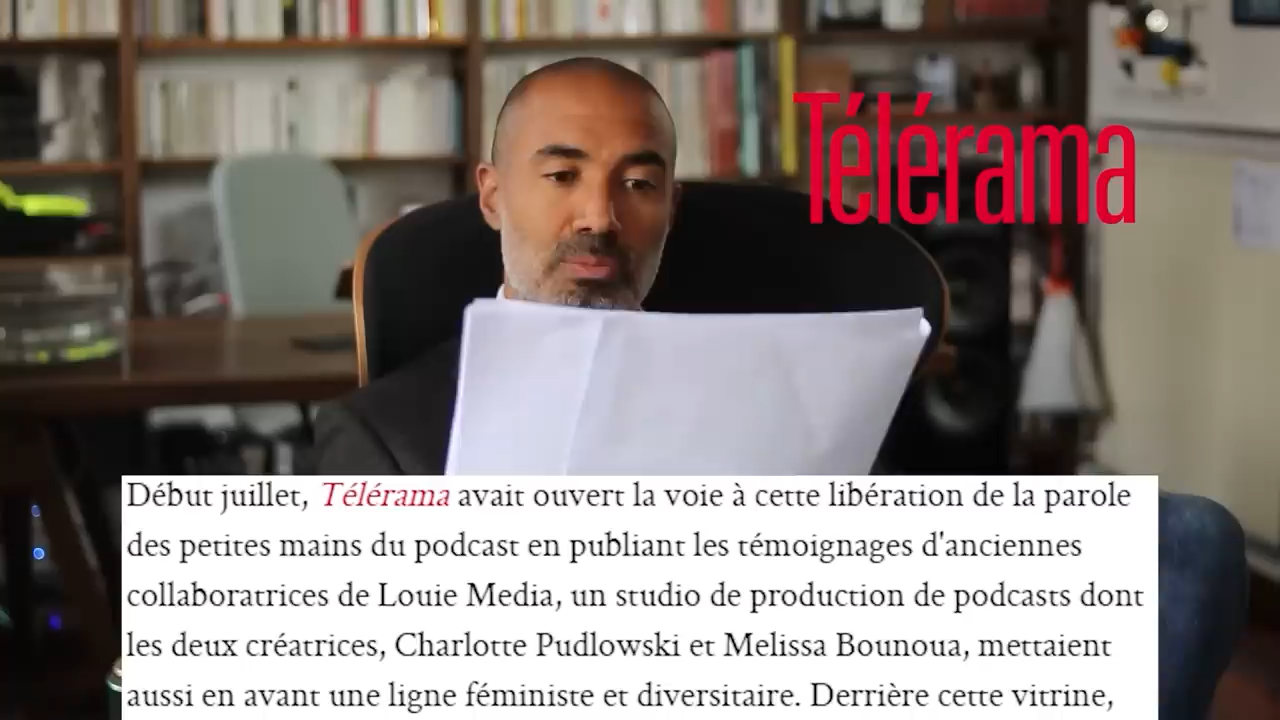 Télérama
Début juillet, Télérama avait ouvert la voie à cette libération de la parole
des petites mains du podcast en publiant les témoignages d'anciennes
collaboratrices de Louie Media, un studio de production de podcasts dont
les deux créatrices, Charlotte Pudlowski et Melissa Bounoua, mettaient
aussi en avant une ligne féministe et diversitaire. Derrière cette vitrine,